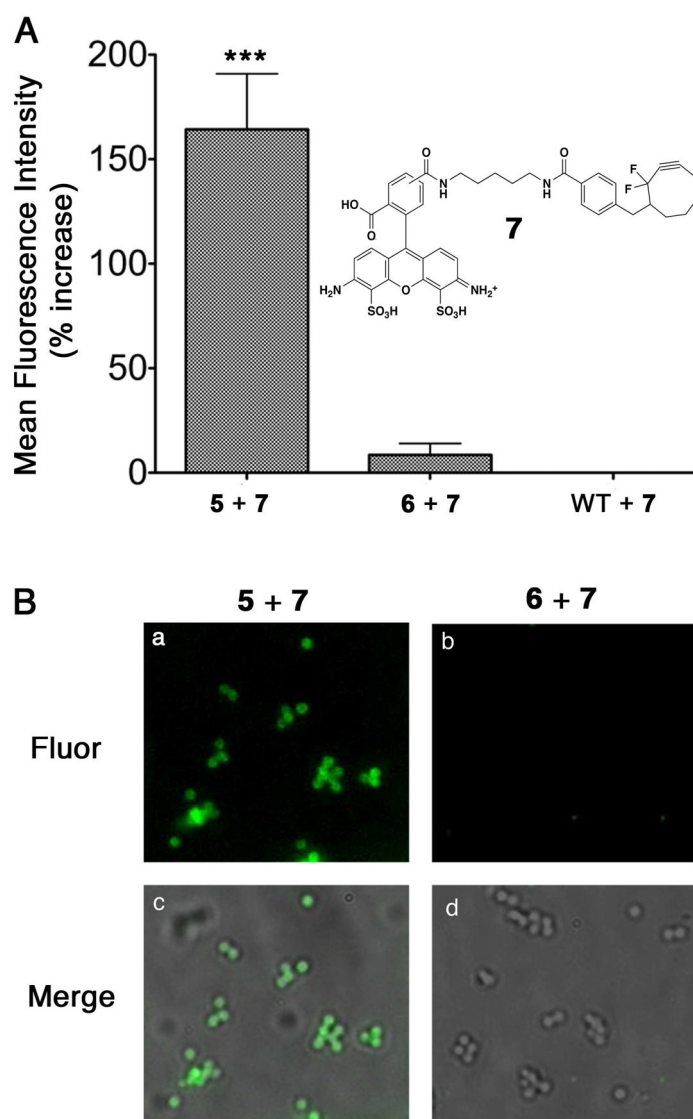 A
Mean Fluorescence Intensity
(% increase)
200
150
100
50
0
***
O
N
H
N
H
O
F
F
HO
O
7
H₂N
O
NH₂⁺
SO₃H
SO₃H
5 + 7
6 + 7
WT + 7
B
5 + 7
6 + 7
Fluor
a
b
Merge
c
d